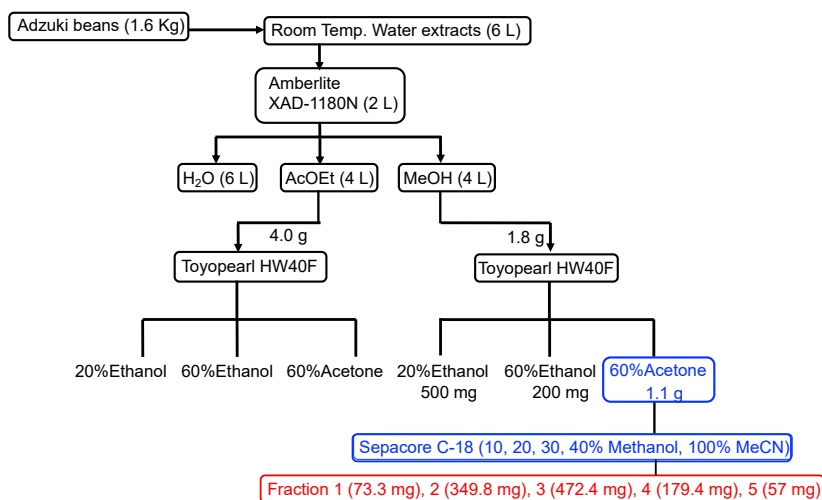 Adzuki beans (1.6 Kg)
Room Temp. Water extracts (6 L)
Amberlite
XAD-1180N (2 L)
H₂O (6 L)
AcOEt (4 L)
MeOH (4 L)
4.0 g
1.8 g
Toyopearl HW40F
Toyopearl HW40F
20%Ethanol
60%Ethanol
60%Acetone
20%Ethanol
500 mg
60%Ethanol
200 mg
60%Acetone
1.1 g
Sepacore C-18 (10, 20, 30, 40% Methanol, 100% MeCN)
Fraction 1 (73.3 mg), 2 (349.8 mg), 3 (472.4 mg), 4 (179.4 mg), 5 (57 mg)